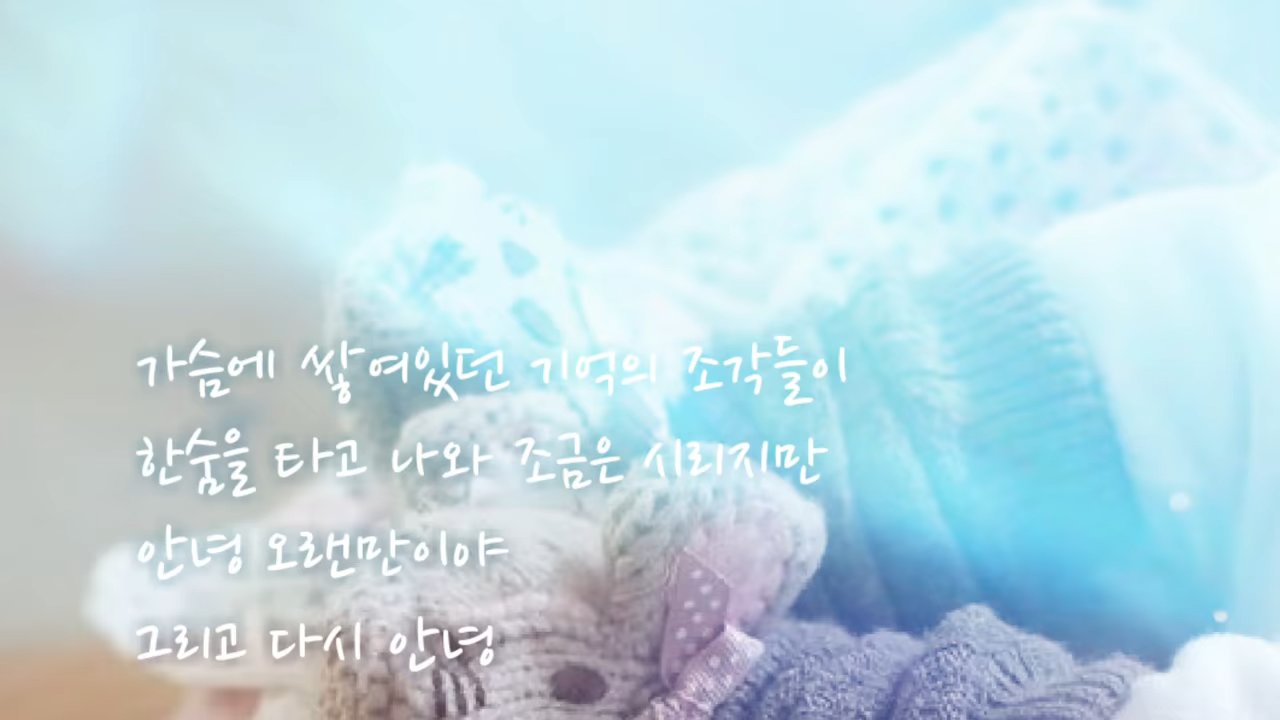 가슴에 쌓여있던 기억의 조각들이
한숨을 타고 나와 조금은 시리지만
안녕 오랜만이야
그리고 다시 안녕